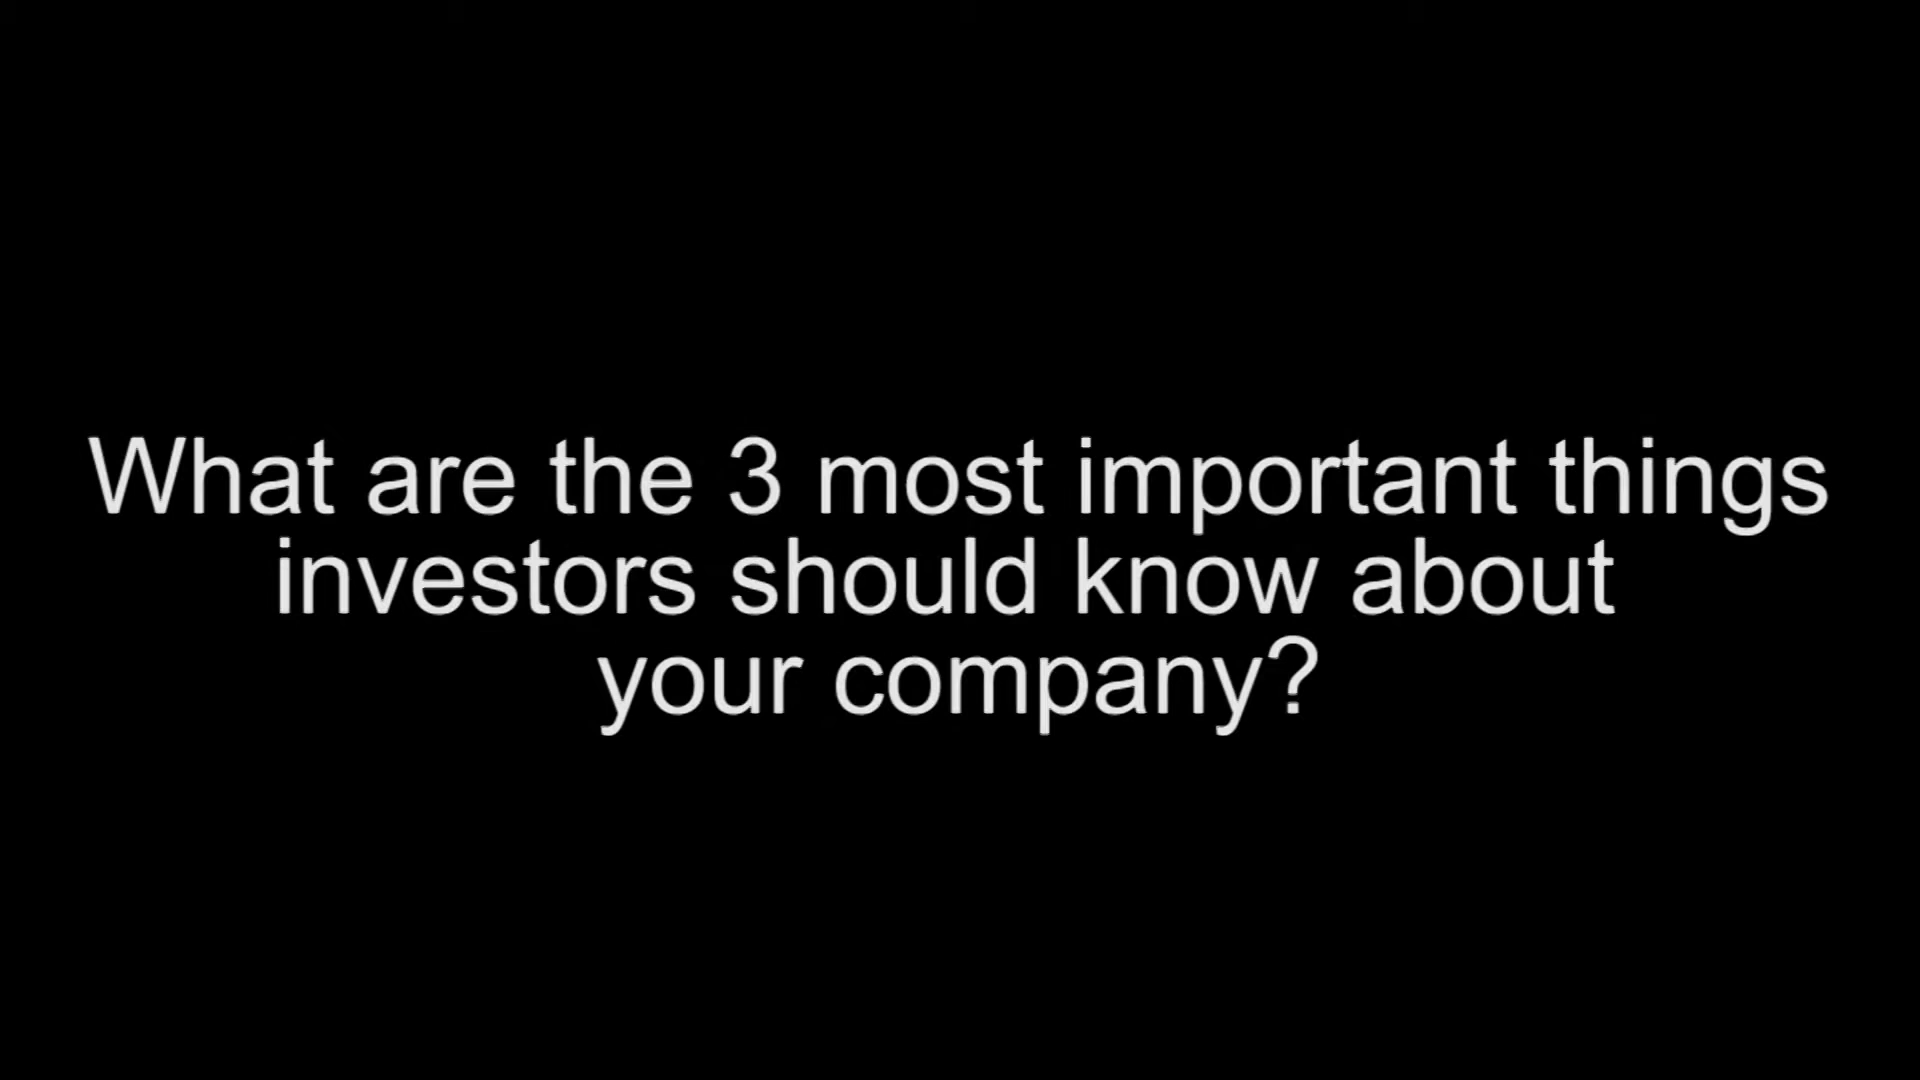 What are the 3 most important things
investors should know about
your company?